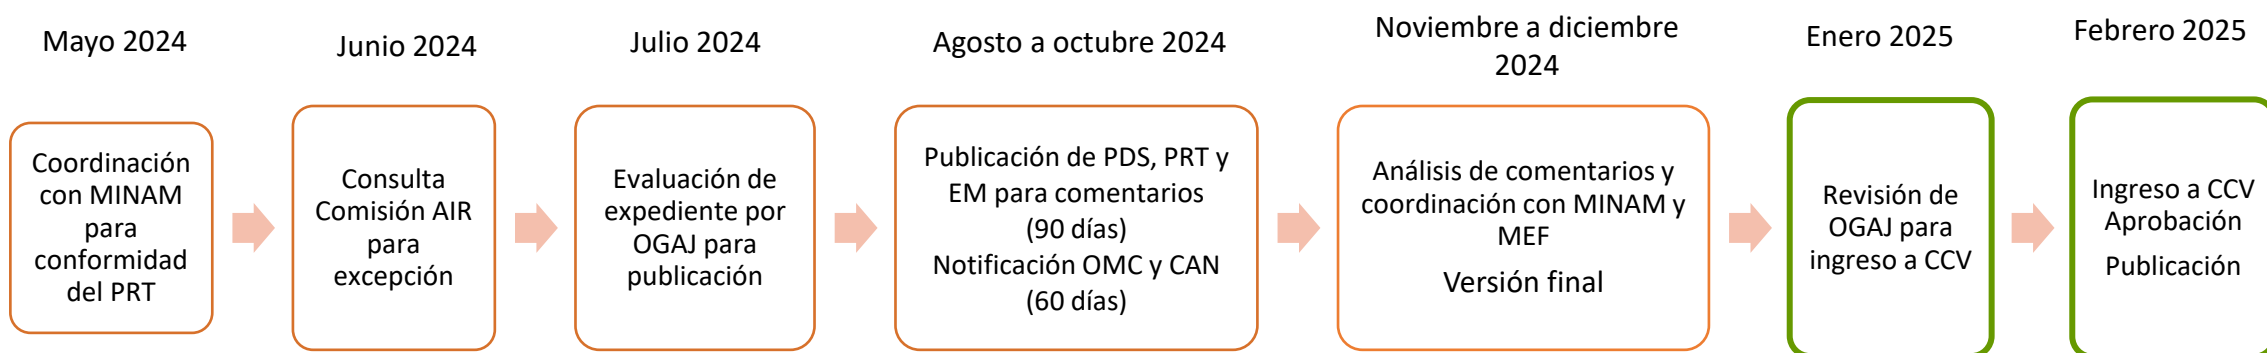 Mayo 2024
Coordinación
con MINAM
para
conformidad
del PRT
Junio 2024
Consulta
Comisión AIR
para
excepción
Julio 2024
Evaluación de
expediente por
OGAJ para
publicación
Agosto a octubre 2024
Publicación de PDS, PRT y
EM para comentarios
(90 días)
Notificación OMC y CAN
(60 días)
Noviembre a diciembre
2024
Análisis de comentarios y
coordinación con MINAM y
MEF
Versión final
Enero 2025
Revisión de
OGAJ para
ingreso a CCV
Febrero 2025
Ingreso a CCV
Aprobación
Publicación